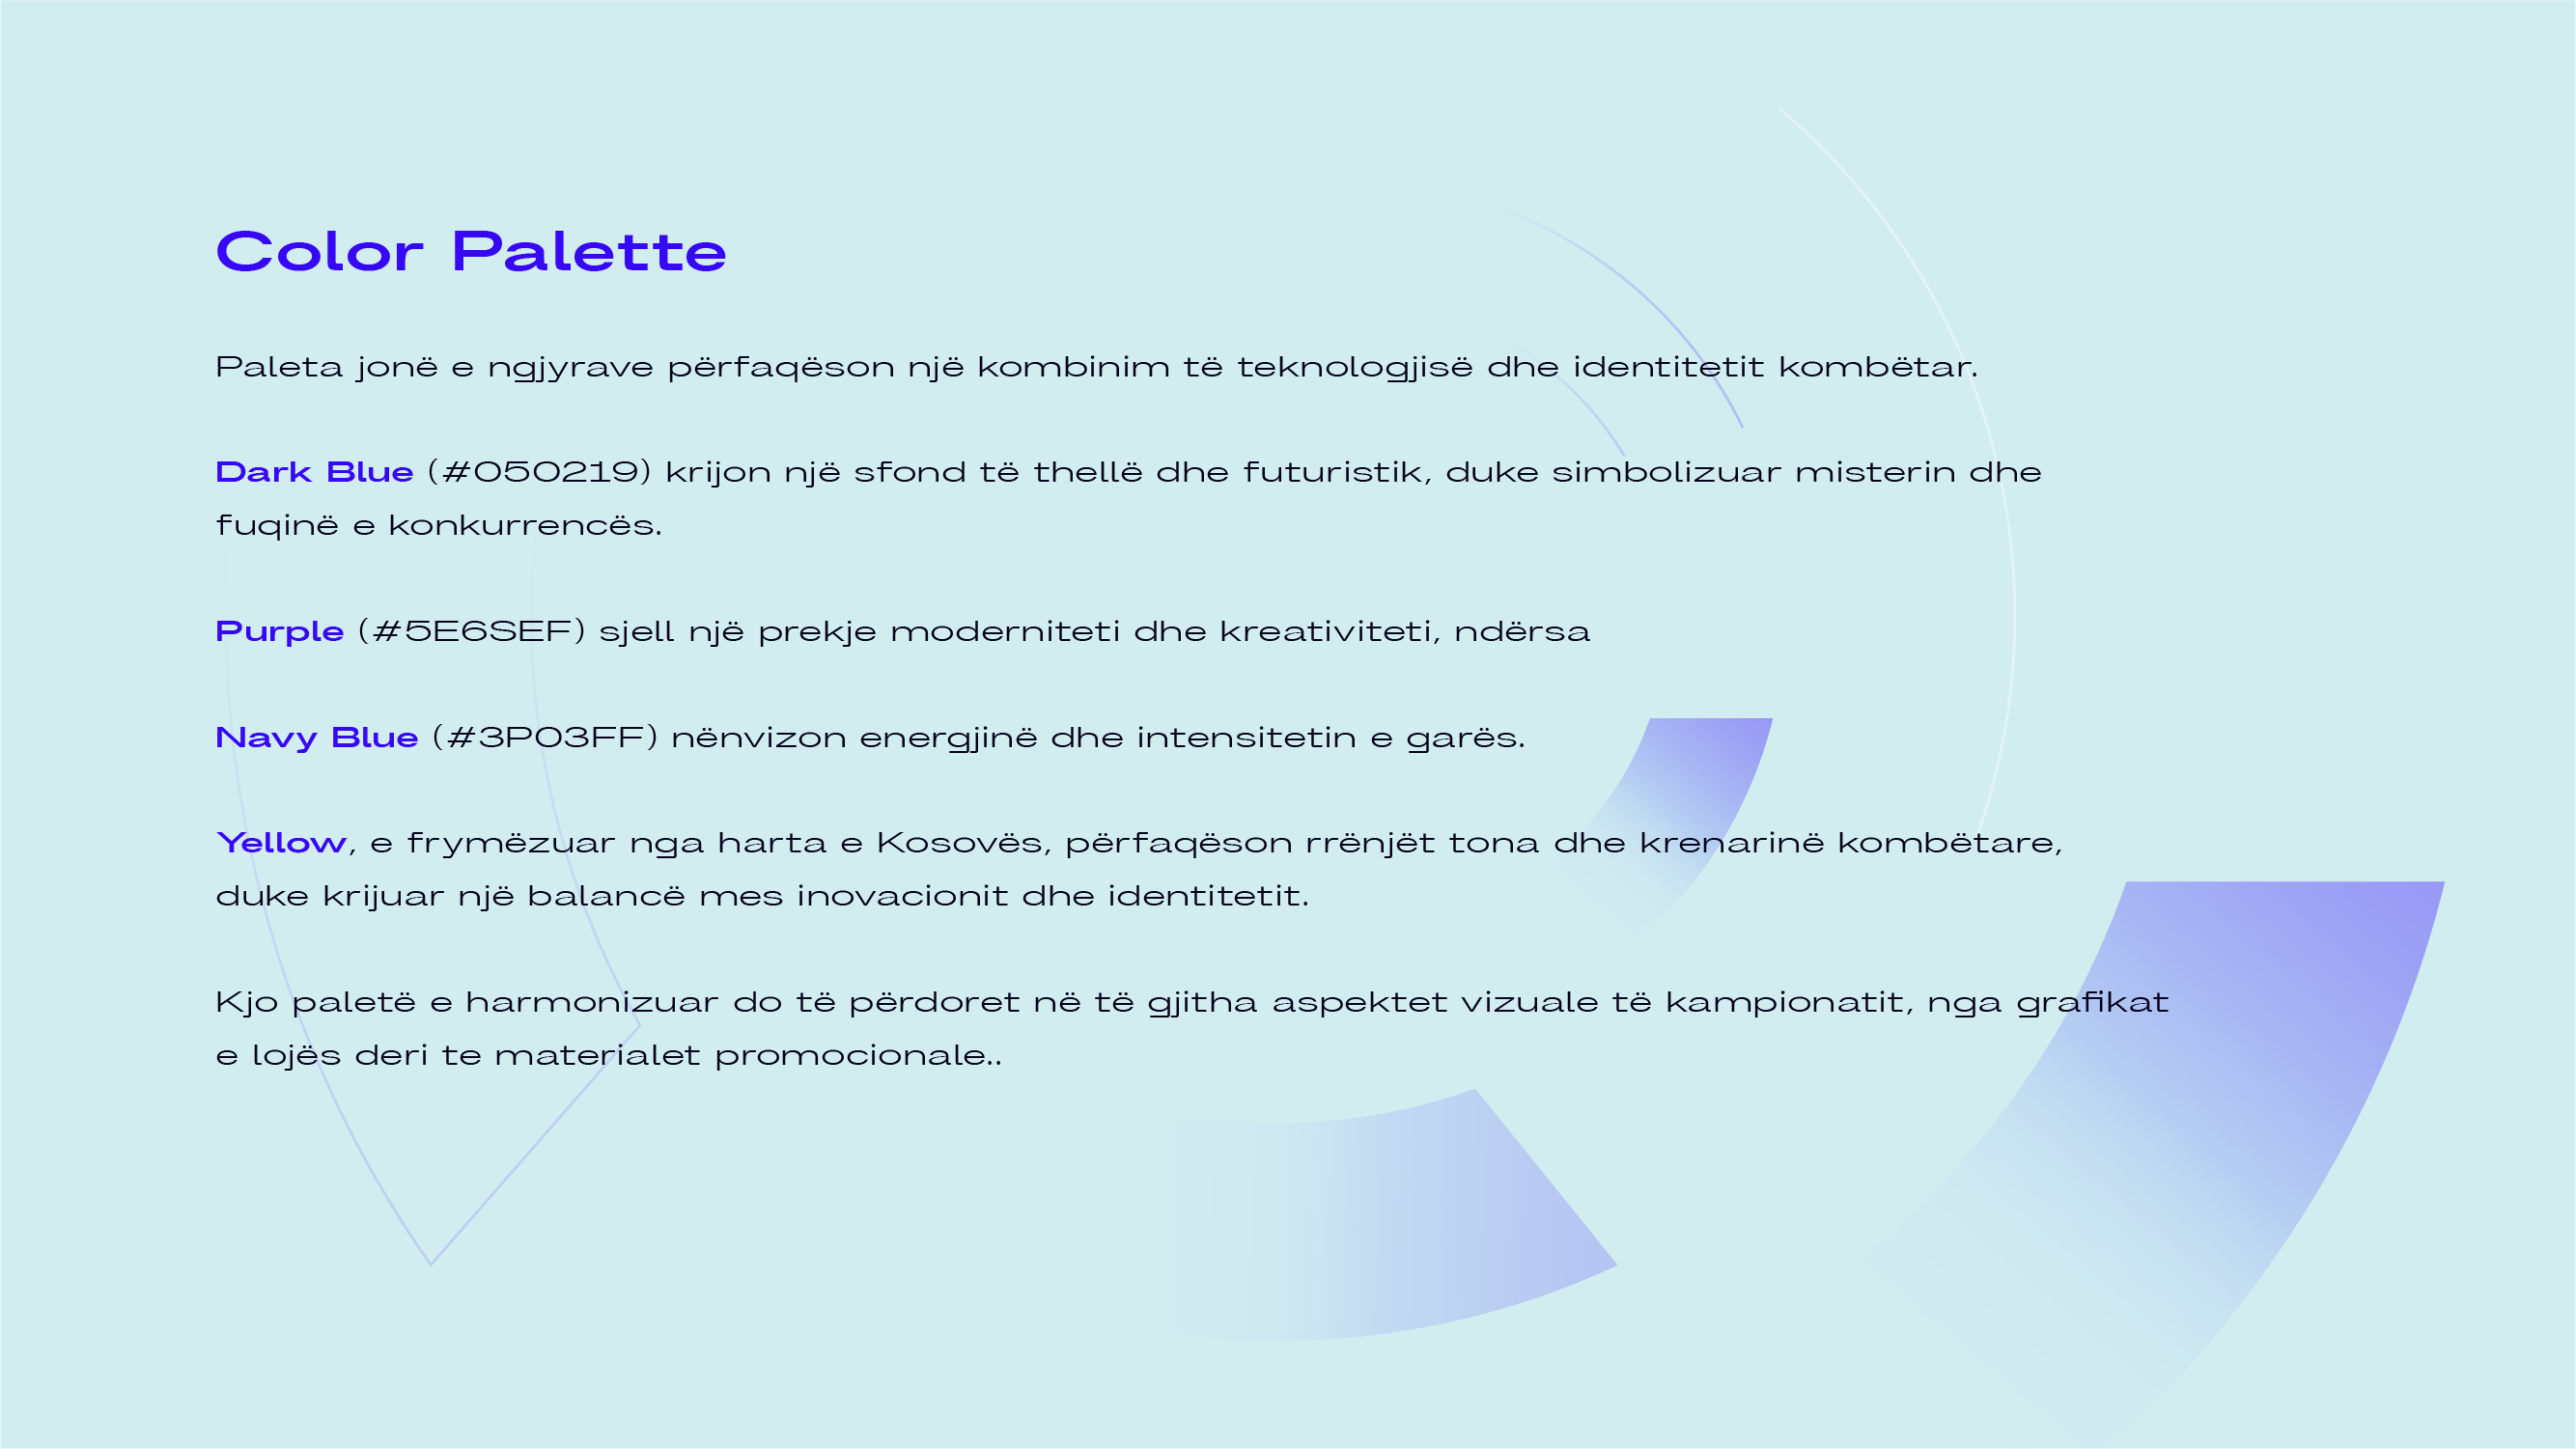 Color Palette
Paleta jonë e ngjyrave përfaqëson një kombinim të teknologjisë dhe identitetit kombëtar.
Dark Blue (#050219) krijon një sfond të thellë dhe futuristik, duke simbolizuar misterin dhe
fuqinë e konkurrencës.
Purple (#5E6SEF) sjell një prekje moderniteti dhe kreativiteti, ndërsa
Navy Blue (#3P03FF) nënvizon energjinë dhe intensitetin e garës.
Yellow, e frymëzuar nga harta e Kosovës, përfaqëson rrënjët tona dhe krenarinë kombëtare,
duke krijuar një balancë mes inovacionit dhe identitetit.
Kjo paletë e harmonizuar do të përdoret në të gjitha aspektet vizuale të kampionatit, nga grafikat
e lojës deri te materialet promocionale..